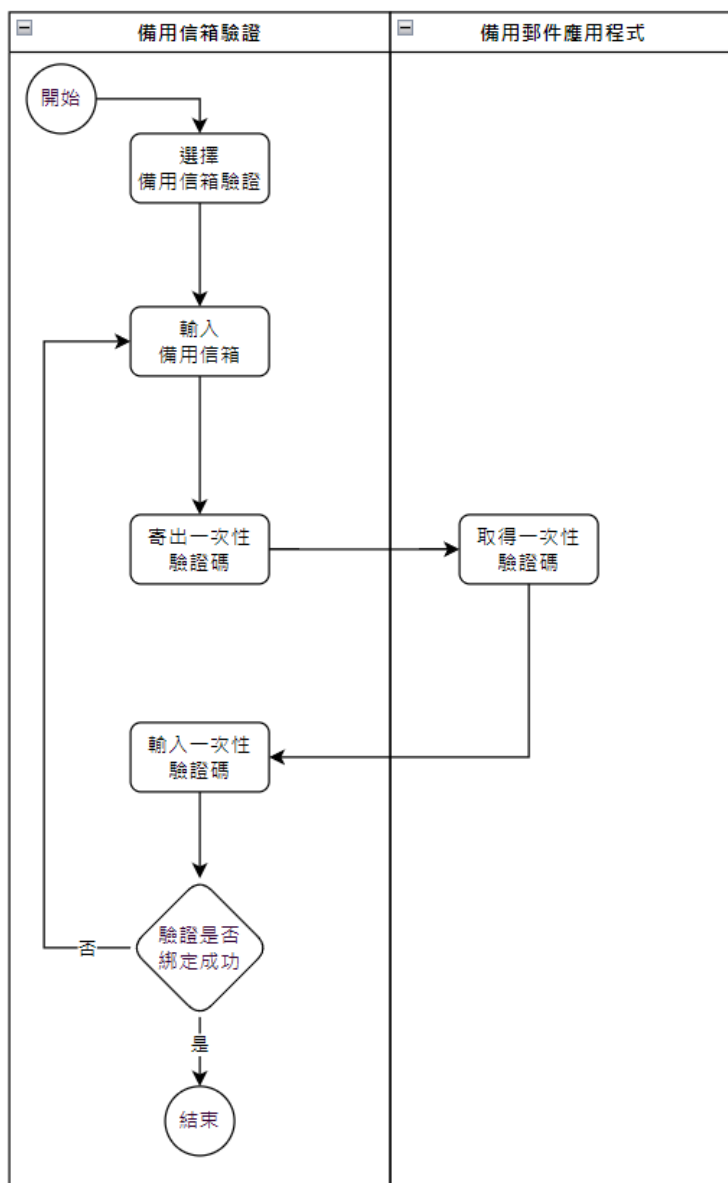 備用信箱驗證
備用郵件應用程式
開始
選擇
備用信箱驗證
輸入
備用信箱
寄出一次性
驗證碼
取得一次性
驗證碼
輸入一次性
驗證碼
驗證是否
綁定成功
否
是
結束